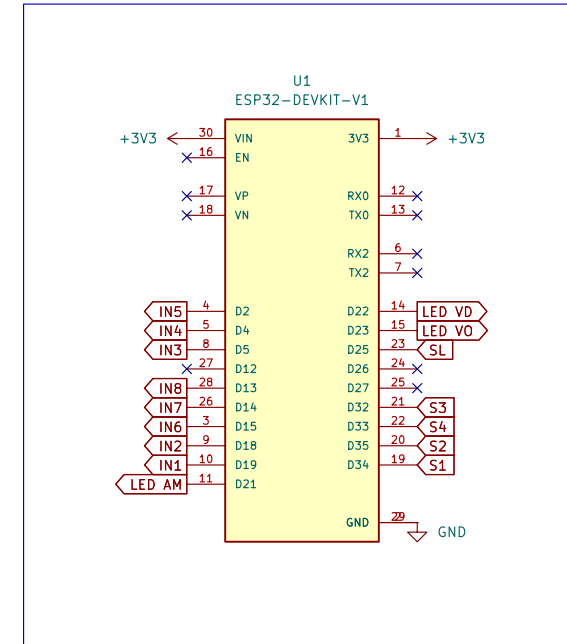 U1
ESP32-DEVKIT-V1
+3V3 30 VIN 3V3 1 +3V3
16 EN
17 VP RX0 12
18 VN TX0 13
RX2 6
TX2 7
IN5 4 D2 D22 14 LED VD
IN4 5 D4 D23 15 LED VO
IN3 8 D5 D25 23 SL
27 D12 D26 24
IN8 28 D13 D27 25
IN7 26 D14 D32 21 S3
IN6 3 D15 D33 22 S4
IN2 9 D18 D35 20 S2
IN1 10 D19 D34 19 S1
LED AM 11 D21
GND GND